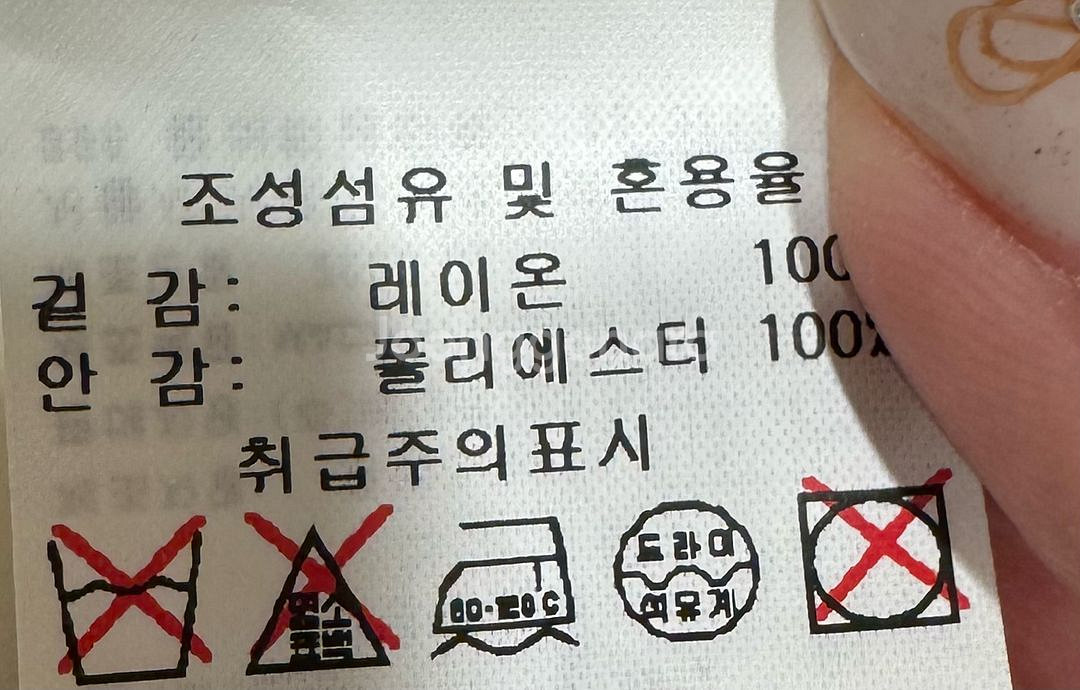 조성섬유 및 혼용율
겉 감: 레이온 100
안 감: 폴리에스터 100%
취급주의표시
염소
표백
80-120℃
드라이
석유계